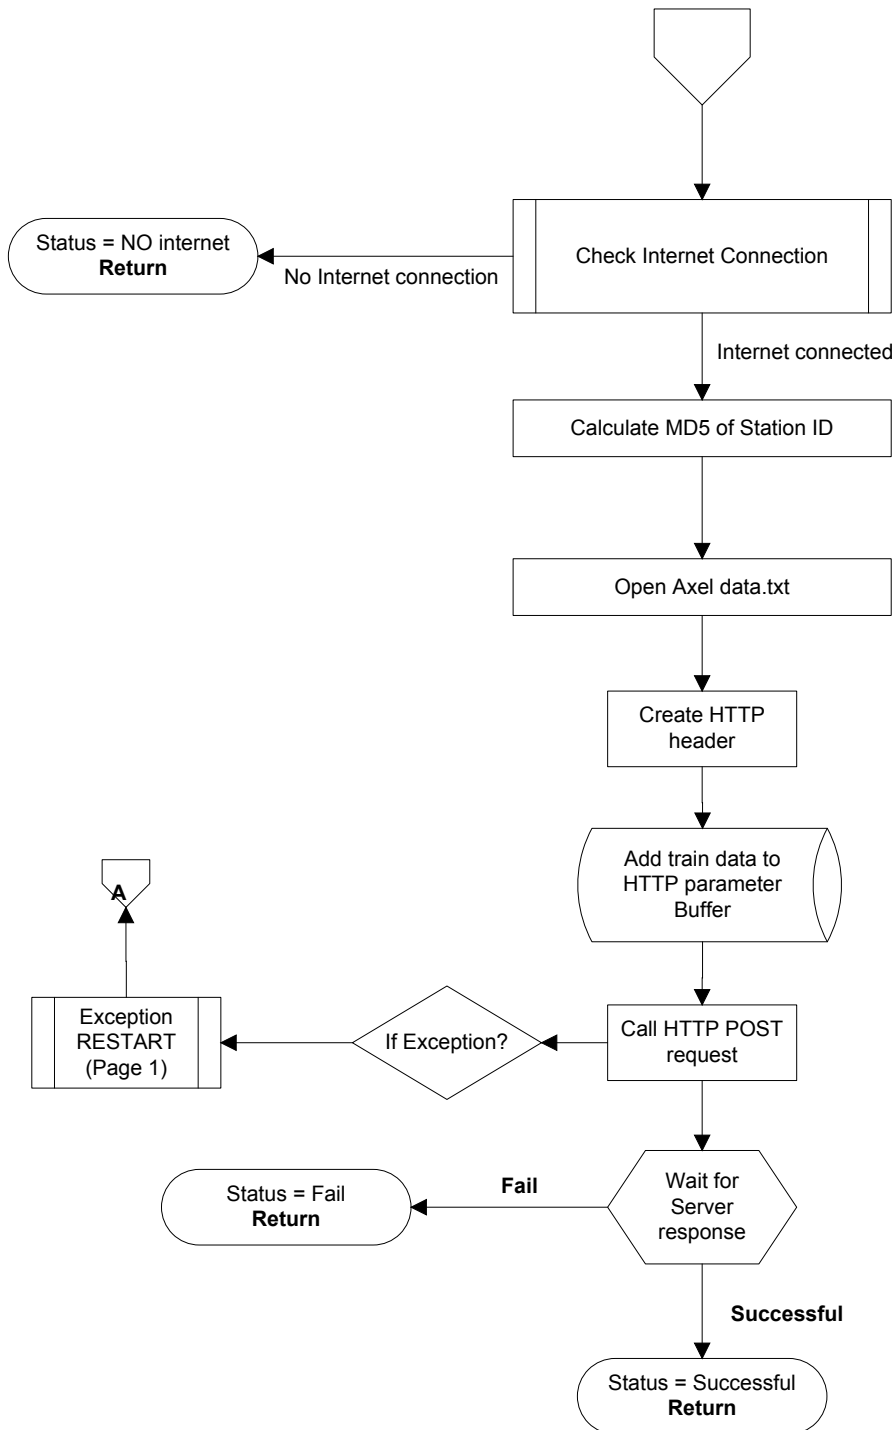 Status = NO internet
Return
No Internet connection
Check Internet Connection
Internet connected
Calculate MD5 of Station ID
Open Axel data.txt
Create HTTP
header
Add train data to
HTTP parameter
Buffer
A
Exception
RESTART
(Page 1)
If Exception?
Call HTTP POST
request
Status = Fail
Return
Fail
Wait for
Server
response
Successful
Status = Successful
Return